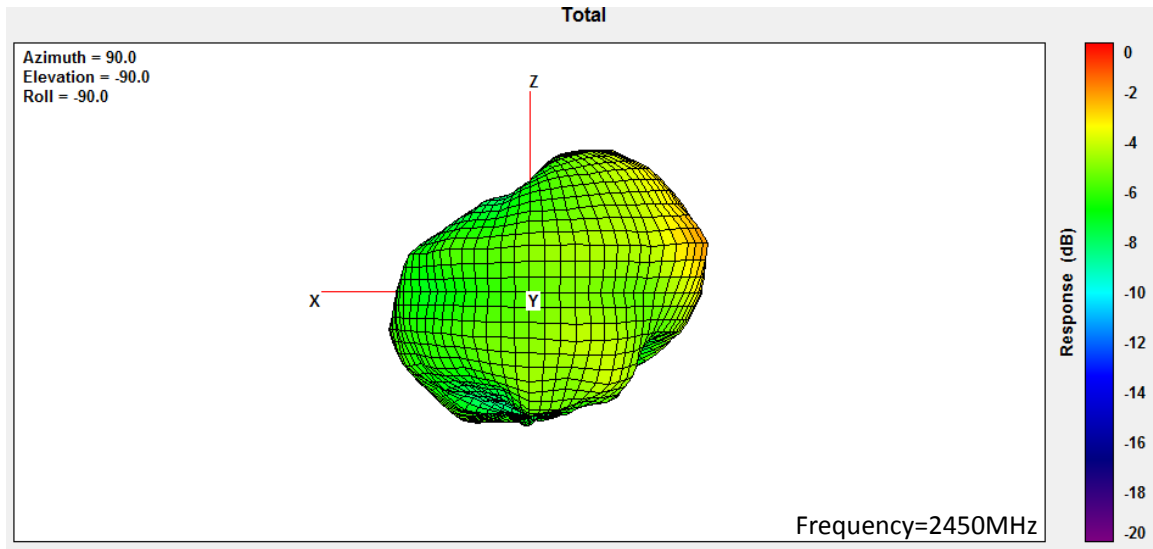 Total
Azimuth = 90.0
Elevation = -90.0
Roll = -90.0
Z
X
Y
Frequency=2450MHz
Response (dB)
0
-2
-4
-6
-8
-10
-12
-14
-16
-18
-20